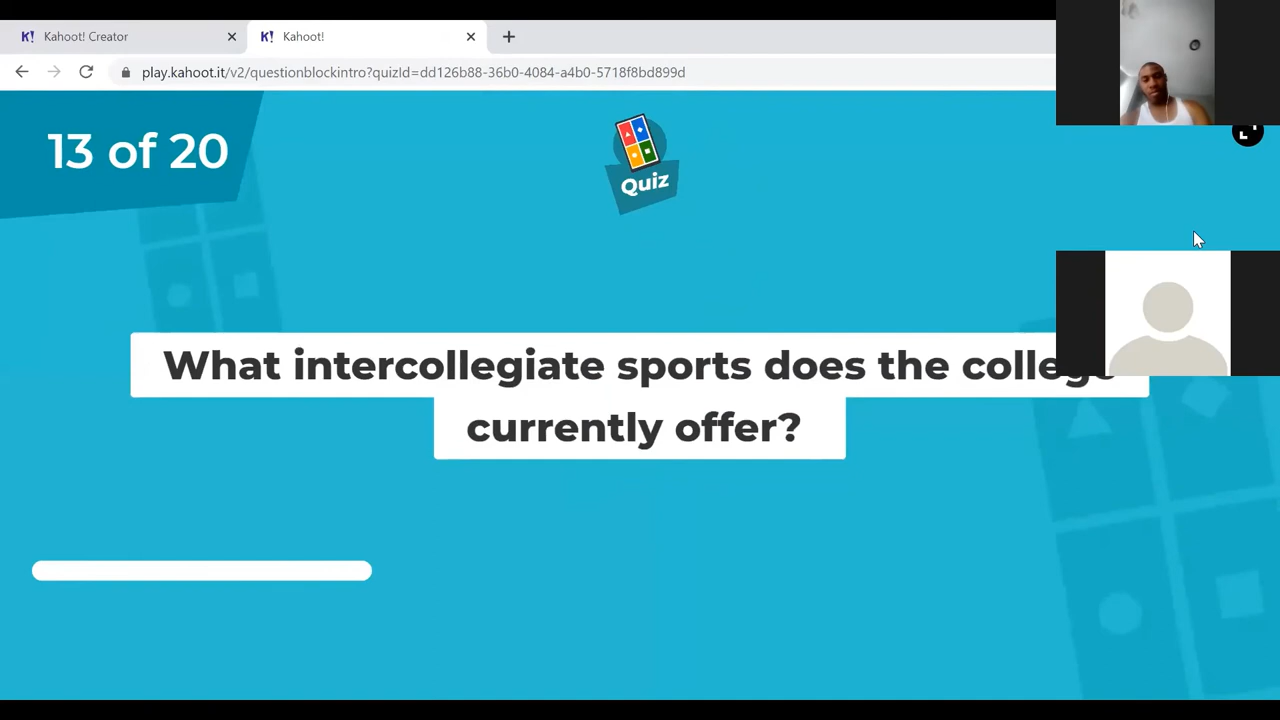 Kahoot! Creator
Kahoot!
play.kahoot.it/v2/questionblockintro?quizId=dd126b88-36b0-4084-a4b0-5718f8bd899d
13 of 20
Quiz
What intercollegiate sports does the college
currently offer?